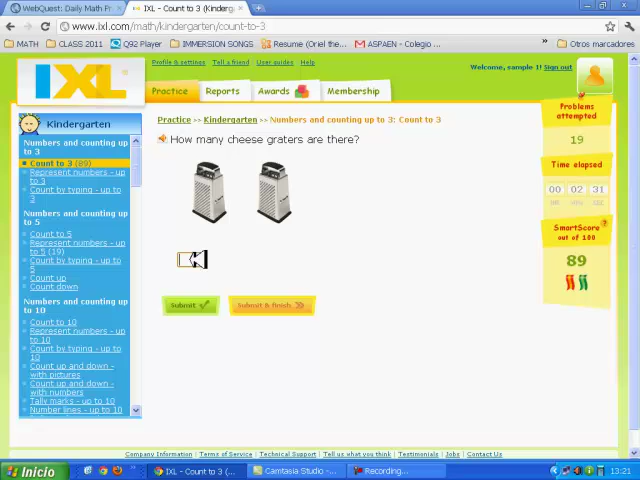 WebQuest: Daily Math Pr
IXL - Count to 3 (Kinderg
www.ixl.com/math/kindergarten/count-to-3
MATH CLASS 2011 Q92 Player IMMERSION SONGS Resume (Oriel the ASPAEN - Colegio Otros marcadores
IXL
Profile & settings Tell a friend User guides Help
Welcome, sample 1! Sign out
Practice Reports Awards Membership
Kindergarten
Numbers and counting up to 3
Count to 3 (89)
Represent numbers - up to 3
Count by typing - up to 3
Numbers and counting up to 5
Count to 5
Represent numbers - up to 5 (19)
Count by typing - up to 5
Count up
Count down
Numbers and counting up to 10
Count to 10
Represent numbers - up to 10
Count by typing - up to 10
Count up and down - with pictures
Count up and down - with numbers
Tally marks - up to 10
Number lines - up to 10
Practice >> Kindergarten >> Numbers and counting up to 3: Count to 3
How many cheese graters are there?
Submit
Submit & finish
Problems attempted
19
Time elapsed
00 02 31
HR MIN SEC
SmartScore
out of 100 ?
89
Company Information | Terms of Service | Technical Support | Tell us what you think | Testimonials | Jobs | Contact Us
Inicio
IXL - Count to 3 (...
Camtasia Studio - ...
Recording...
13:21